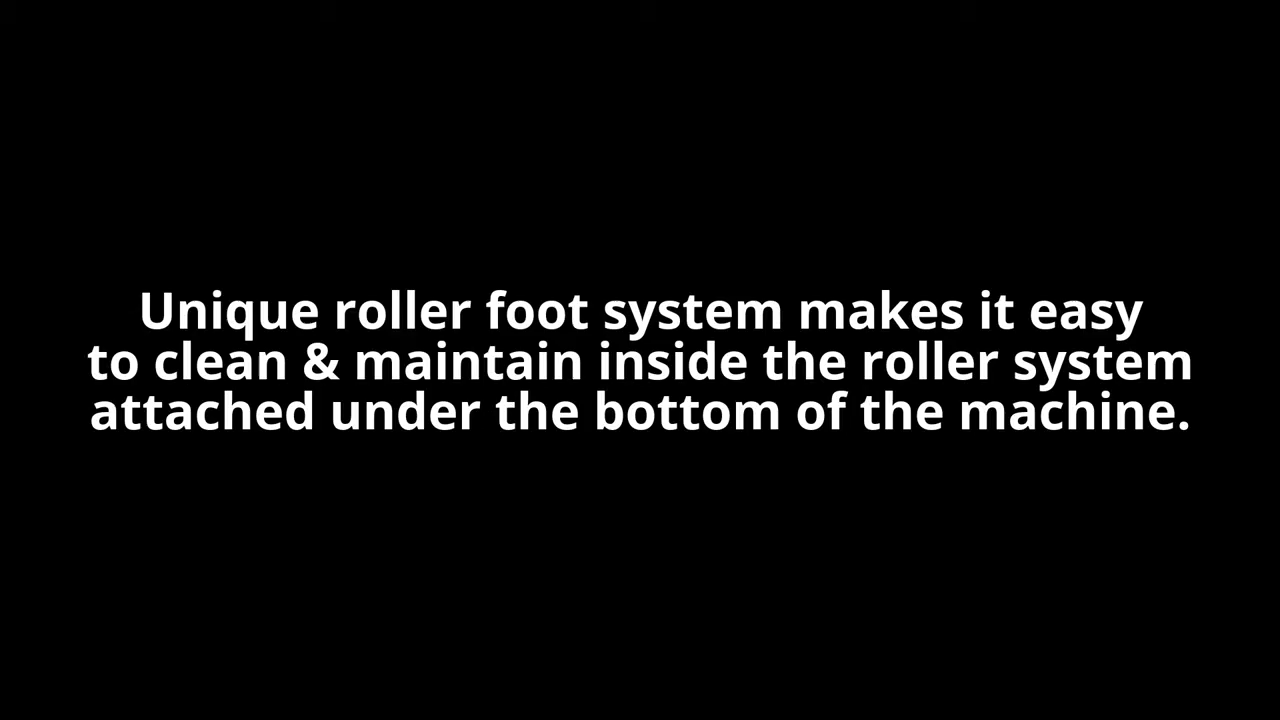 Unique roller foot system makes it easy
to clean & maintain inside the roller system
attached under the bottom of the machine.